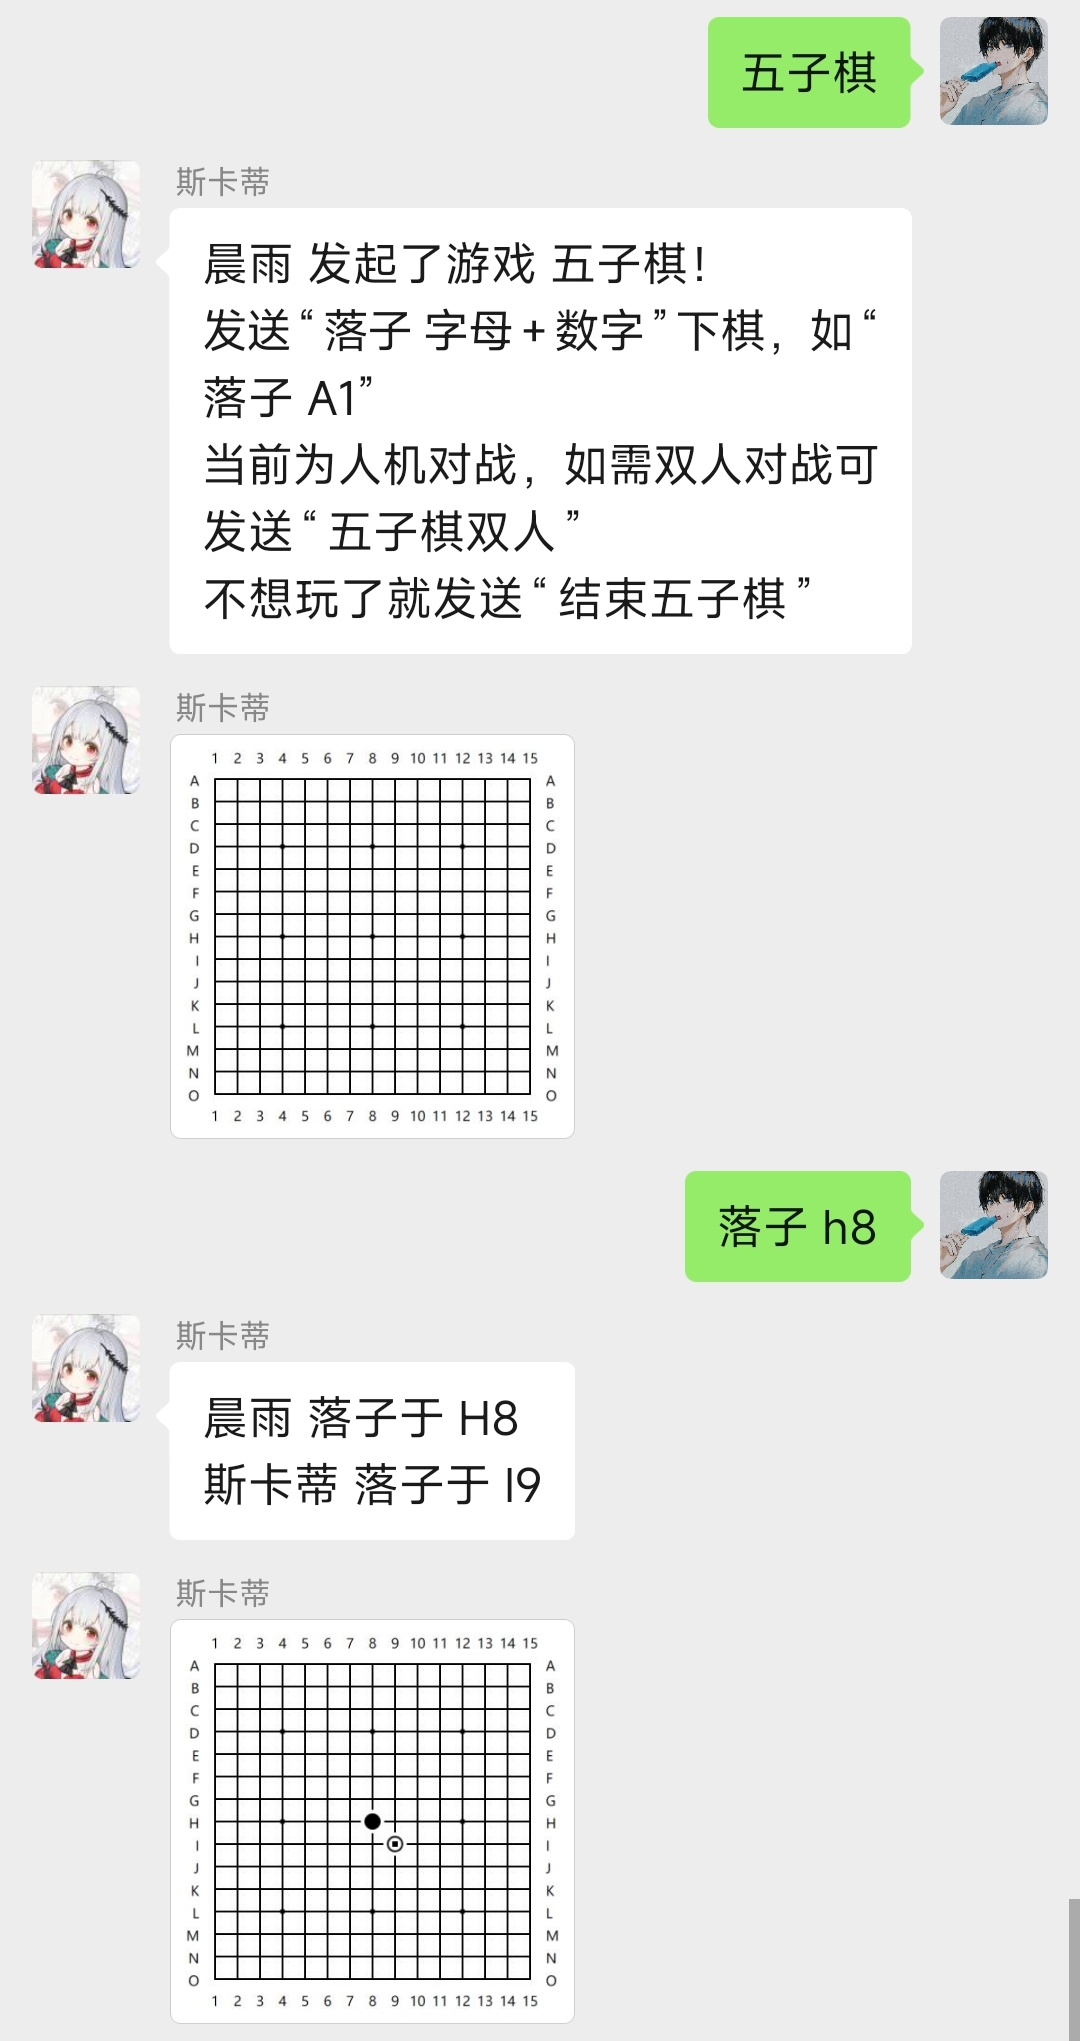 五子棋
斯卡蒂
晨雨 发起了游戏 五子棋！
发送“落子 字母+数字”下棋，如“
落子 A1”
当前为人机对战，如需双人对战可
发送“五子棋双人”
不想玩了就发送“结束五子棋”
斯卡蒂
1 2 3 4 5 6 7 8 9 10 11 12 13 14 15
A A
B B
C C
D D
E E
F F
G G
H H
I I
J J
K K
L L
M M
N N
O O
1 2 3 4 5 6 7 8 9 10 11 12 13 14 15
落子 h8
斯卡蒂
晨雨 落子于 H8
斯卡蒂 落子于 I9
斯卡蒂
1 2 3 4 5 6 7 8 9 10 11 12 13 14 15
A A
B B
C C
D D
E E
F F
G G
H H
I I
J J
K K
L L
M M
N N
O O
1 2 3 4 5 6 7 8 9 10 11 12 13 14 15